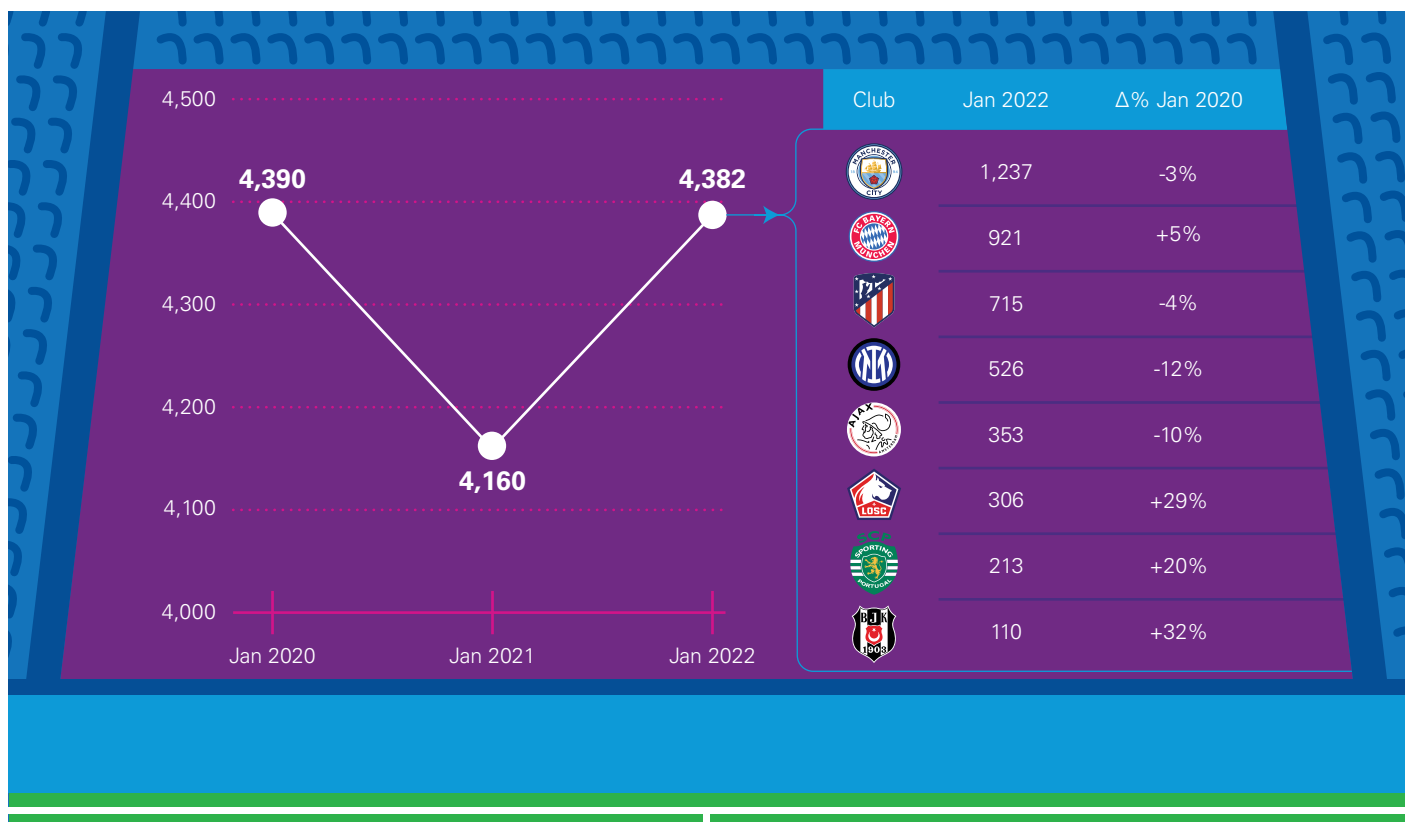 4,500
4,400
4,300
4,200
4,100
4,000
4,390
4,160
4,382
Jan 2020 Jan 2021 Jan 2022
Club Jan 2022 Δ% Jan 2020
MANCHESTER
CITY
1,237 -3%
FC BAYERN
MÜNCHEN
921 +5%
715 -4%
526 -12%
AJAX
353 -10%
LOSC
306 +29%
SCP
SPORTING
PORTUGAL
213 +20%
BJK
1903
110 +32%